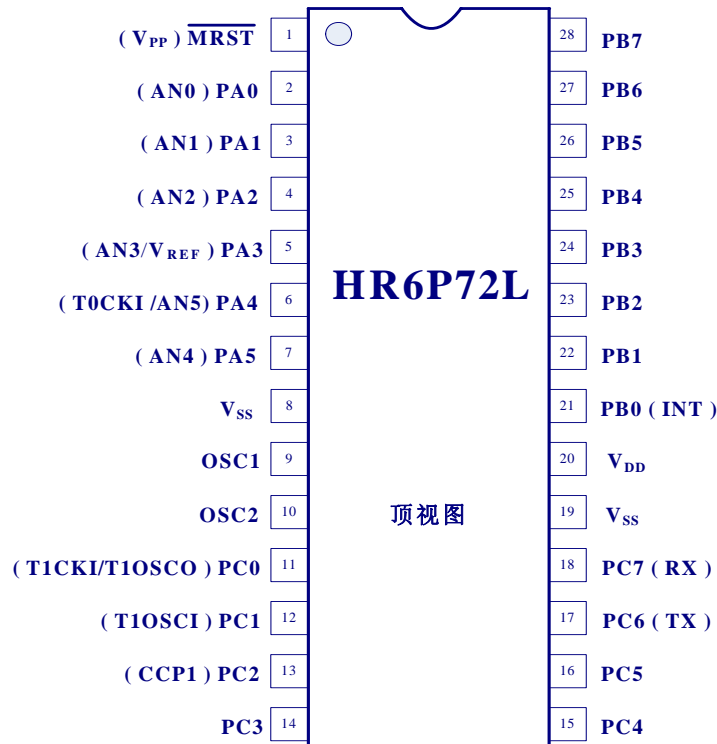 ( VPP ) MRST 1 28 PB7
( AN0 ) PA0 2 27 PB6
( AN1 ) PA1 3 26 PB5
( AN2 ) PA2 4 25 PB4
( AN3/VREF ) PA3 5 24 PB3
HR6P72L
( T0CKI /AN5) PA4 6 23 PB2
( AN4 ) PA5 7 22 PB1
VSS 8 21 PB0 ( INT )
OSC1 9 20 VDD
OSC2 10 顶视图 19 VSS
( T1CKI/T1OSCO ) PC0 11 18 PC7 ( RX )
( T1OSCI ) PC1 12 17 PC6 ( TX )
( CCP1 ) PC2 13 16 PC5
PC3 14 15 PC4